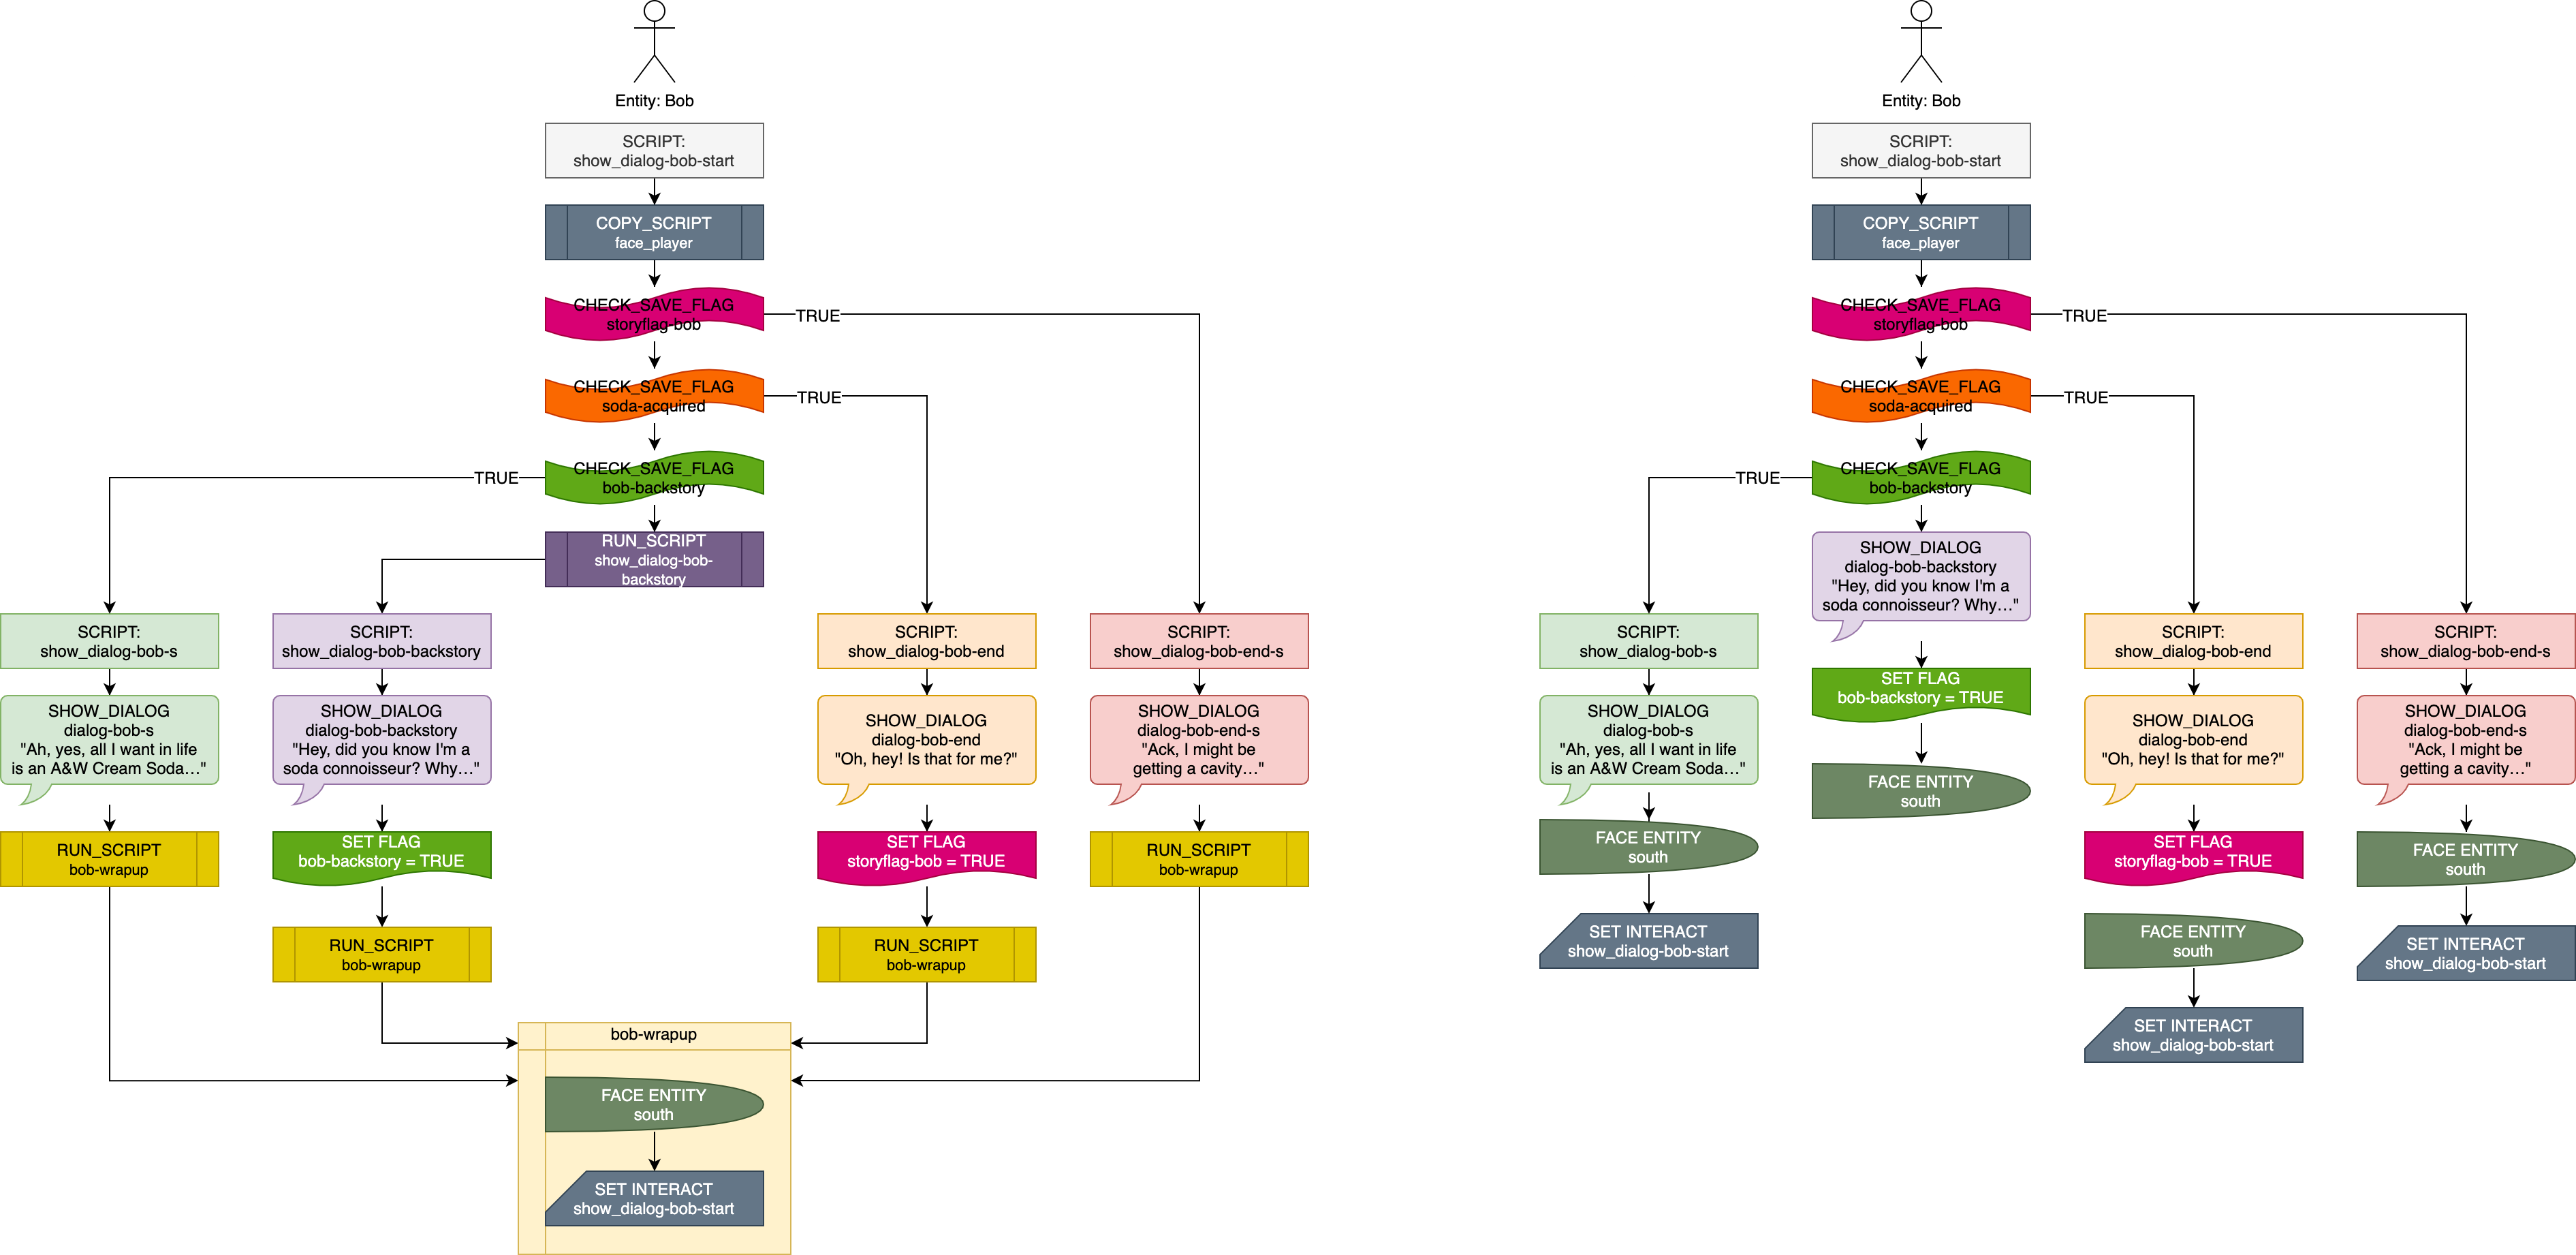 Entity: Bob
SCRIPT:
show_dialog-bob-start
COPY_SCRIPT
face_player
CHECK_SAVE_FLAG
storyflag-bob
TRUE
CHECK_SAVE_FLAG
soda-acquired
TRUE
CHECK_SAVE_FLAG
bob-backstory
TRUE
RUN_SCRIPT
show_dialog-bob-
backstory
SCRIPT:
show_dialog-bob-s
SHOW_DIALOG
dialog-bob-s
"Ah, yes, all I want in life
is an A&W Cream Soda..."
RUN_SCRIPT
bob-wrapup
SCRIPT:
show_dialog-bob-backstory
SHOW_DIALOG
dialog-bob-backstory
"Hey, did you know I'm a
soda connoisseur? Why..."
SET FLAG
bob-backstory = TRUE
RUN_SCRIPT
bob-wrapup
SCRIPT:
show_dialog-bob-end
SHOW_DIALOG
dialog-bob-end
"Oh, hey! Is that for me?"
SET FLAG
storyflag-bob = TRUE
RUN_SCRIPT
bob-wrapup
SCRIPT:
show_dialog-bob-end-s
SHOW_DIALOG
dialog-bob-end-s
"Ack, I might be
getting a cavity..."
RUN_SCRIPT
bob-wrapup
bob-wrapup
FACE ENTITY
south
SET INTERACT
show_dialog-bob-start
Entity: Bob
SCRIPT:
show_dialog-bob-start
COPY_SCRIPT
face_player
CHECK_SAVE_FLAG
storyflag-bob
TRUE
CHECK_SAVE_FLAG
soda-acquired
TRUE
CHECK_SAVE_FLAG
bob-backstory
TRUE
SHOW_DIALOG
dialog-bob-backstory
"Hey, did you know I'm a
soda connoisseur? Why..."
SET FLAG
bob-backstory = TRUE
FACE ENTITY
south
SCRIPT:
show_dialog-bob-s
SHOW_DIALOG
dialog-bob-s
"Ah, yes, all I want in life
is an A&W Cream Soda..."
FACE ENTITY
south
SET INTERACT
show_dialog-bob-start
SCRIPT:
show_dialog-bob-end
SHOW_DIALOG
dialog-bob-end
"Oh, hey! Is that for me?"
SET FLAG
storyflag-bob = TRUE
FACE ENTITY
south
SET INTERACT
show_dialog-bob-start
SCRIPT:
show_dialog-bob-end-s
SHOW_DIALOG
dialog-bob-end-s
"Ack, I might be
getting a cavity..."
FACE ENTITY
south
SET INTERACT
show_dialog-bob-start